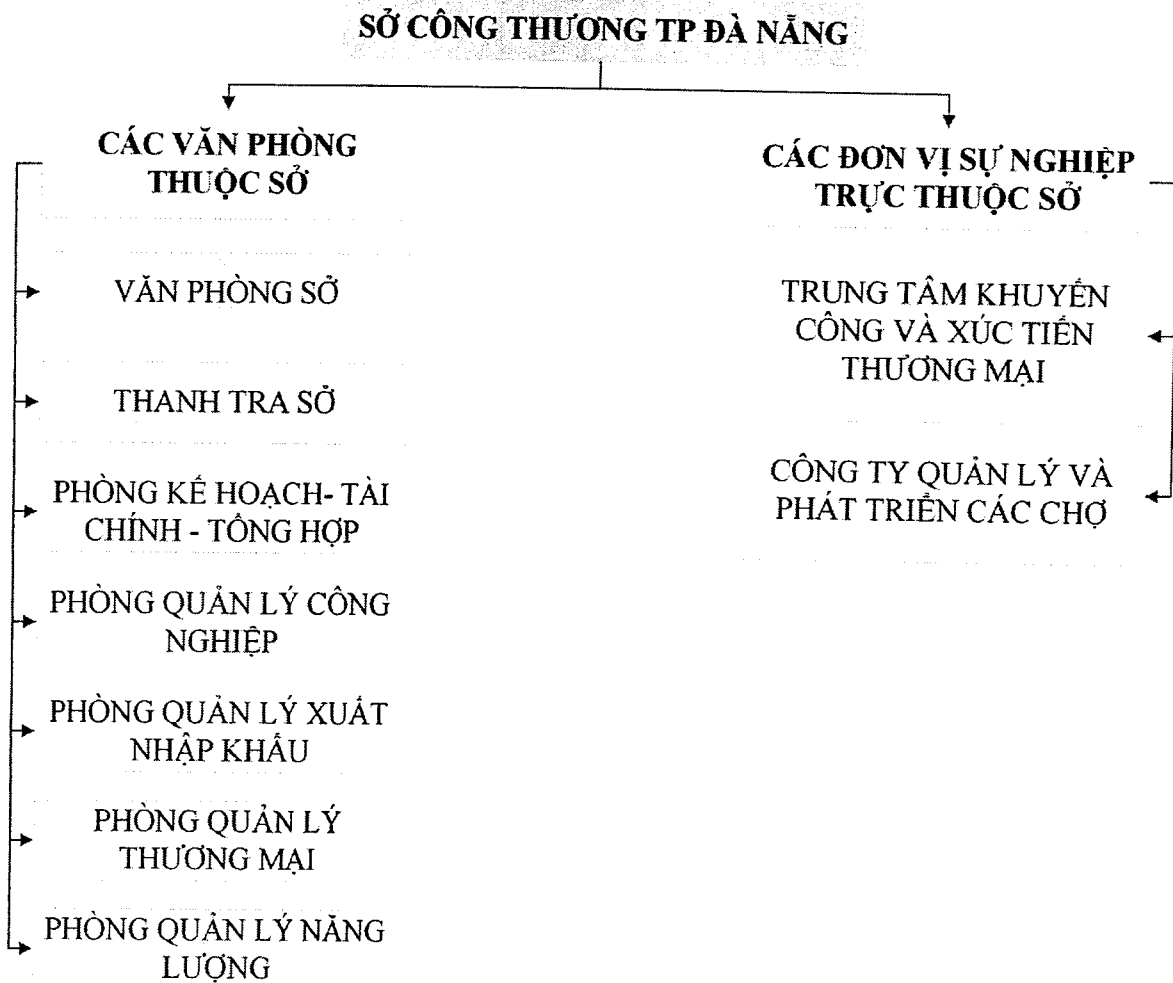 SỞ CÔNG THƯƠNG TP ĐÀ NẴNG
CÁC VĂN PHÒNG
THUỘC SỞ
VĂN PHÒNG SỞ
THANH TRA SỞ
PHÒNG KẾ HOẠCH- TÀI
CHÍNH - TỔNG HỢP
PHÒNG QUẢN LÝ CÔNG
NGHIỆP
PHÒNG QUẢN LÝ XUẤT
NHẬP KHẨU
PHÒNG QUẢN LÝ
THƯƠNG MẠI
PHÒNG QUẢN LÝ NĂNG
LƯỢNG
CÁC ĐƠN VỊ SỰ NGHIỆP
TRỰC THUỘC SỞ
TRUNG TÂM KHUYẾN
CÔNG VÀ XÚC TIẾN
THƯƠNG MẠI
CÔNG TY QUẢN LÝ VÀ
PHÁT TRIỂN CÁC CHỢ